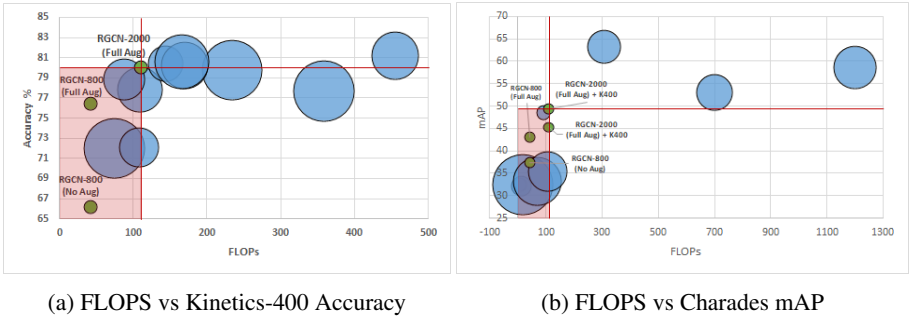 85
83
81
79
77
75
73
71
69
67
65
Accuracy %
RGCN-2000
(Full Aug)
RGCN-800
(Full Aug)
RGCN-800
(No Aug)
0
100
200
300
400
500
FLOPs
(a) FLOPS vs Kinetics-400 Accuracy
70
65
60
55
50
45
40
35
30
25
mAP
RGCN-800
(Full Aug)
RGCN-2000
(Full Aug) + K400
RGCN-2000
(Full Aug) + K400
RGCN-800
(No Aug)
-100
100
300
500
700
900
1100
1300
FLOPs
(b) FLOPS vs Charades mAP